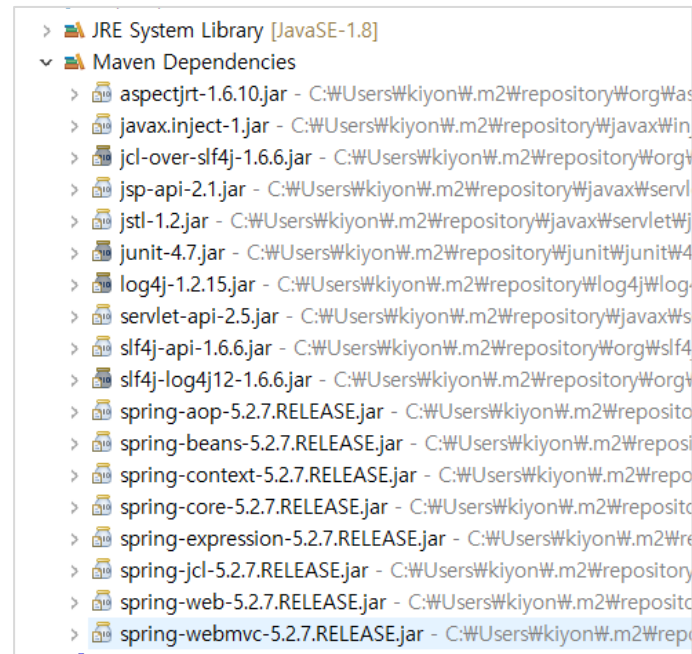 JRE System Library [JavaSE-1.8]
Maven Dependencies
aspectjrt-1.6.10.jar - C:₩Users₩kiyon₩.m2₩repository₩org₩as
javax.inject-1.jar - C:₩Users₩kiyon₩.m2₩repository₩javax₩in
jcl-over-slf4j-1.6.6.jar - C:₩Users₩kiyon₩.m2₩repository₩org₩
jsp-api-2.1.jar - C:₩Users₩kiyon₩.m2₩repository₩javax₩servl
jstl-1.2.jar - C:₩Users₩kiyon₩.m2₩repository₩javax₩servlet₩j
junit-4.7.jar - C:₩Users₩kiyon₩.m2₩repository₩junit₩junit₩4
log4j-1.2.15.jar - C:₩Users₩kiyon₩.m2₩repository₩log4j₩log
servlet-api-2.5.jar - C:₩Users₩kiyon₩.m2₩repository₩javax₩s
slf4j-api-1.6.6.jar - C:₩Users₩kiyon₩.m2₩repository₩org₩slf4
slf4j-log4j12-1.6.6.jar - C:₩Users₩kiyon₩.m2₩repository₩org₩
spring-aop-5.2.7.RELEASE.jar - C:₩Users₩kiyon₩.m2₩reposito
spring-beans-5.2.7.RELEASE.jar - C:₩Users₩kiyon₩.m2₩reposi
spring-context-5.2.7.RELEASE.jar - C:₩Users₩kiyon₩.m2₩repo
spring-core-5.2.7.RELEASE.jar - C:₩Users₩kiyon₩.m2₩reposito
spring-expression-5.2.7.RELEASE.jar - C:₩Users₩kiyon₩.m2₩re
spring-jcl-5.2.7.RELEASE.jar - C:₩Users₩kiyon₩.m2₩repository
spring-web-5.2.7.RELEASE.jar - C:₩Users₩kiyon₩.m2₩reposito
spring-webmvc-5.2.7.RELEASE.jar - C:₩Users₩kiyon₩.m2₩repo